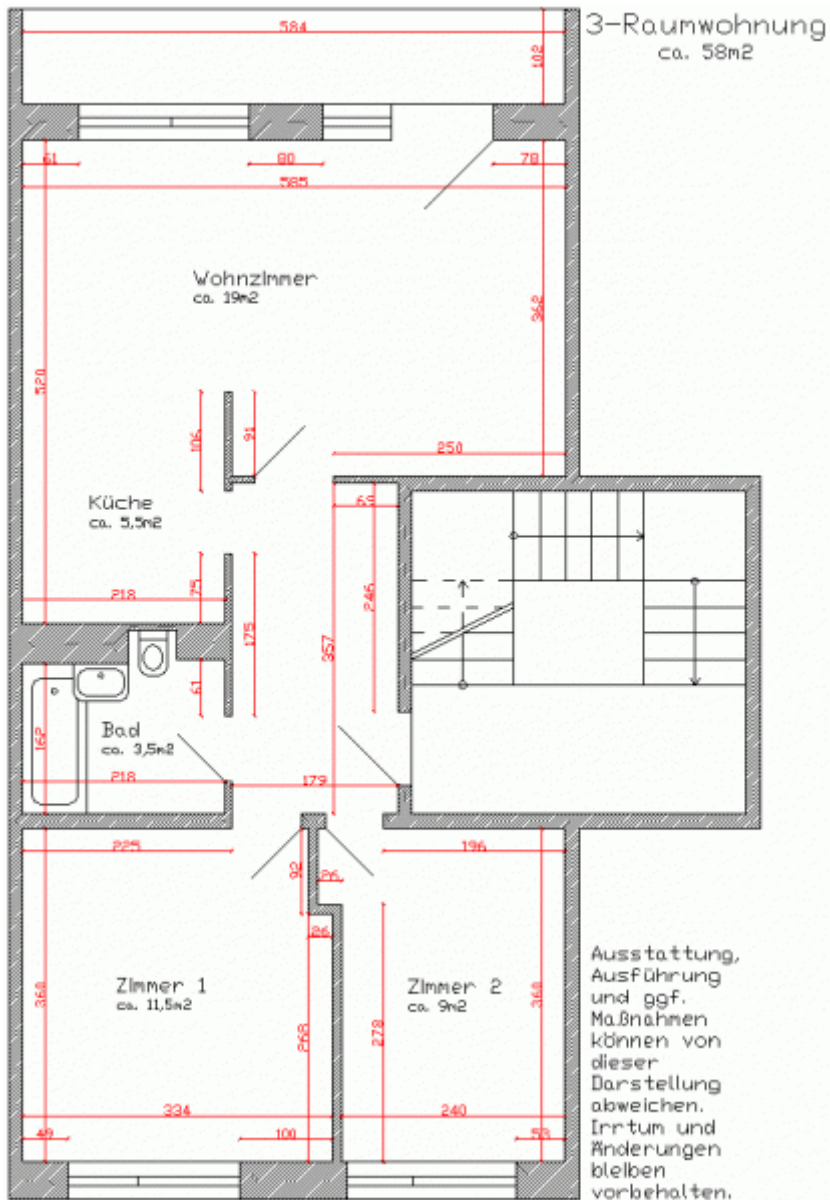 584
3-Raumwohnung
ca. 58m2
102
61
80
78
585
Wohnzimmer
ca. 19m2
362
520
106
91
250
Küche
ca. 5,5m2
69
75
246
218
175
357
61
Bad
ca. 3,5m2
162
218
179
225
196
92
26
26
Zimmer 1
ca. 11,5m2
Zimmer 2
ca. 9m2
360
268
278
360
334
240
49
100
53
Ausstattung,
Ausführung
und ggf.
Maßnahmen
können von
dieser
Darstellung
abweichen.
Irrtum und
Änderungen
bleiben
vorbehalten.